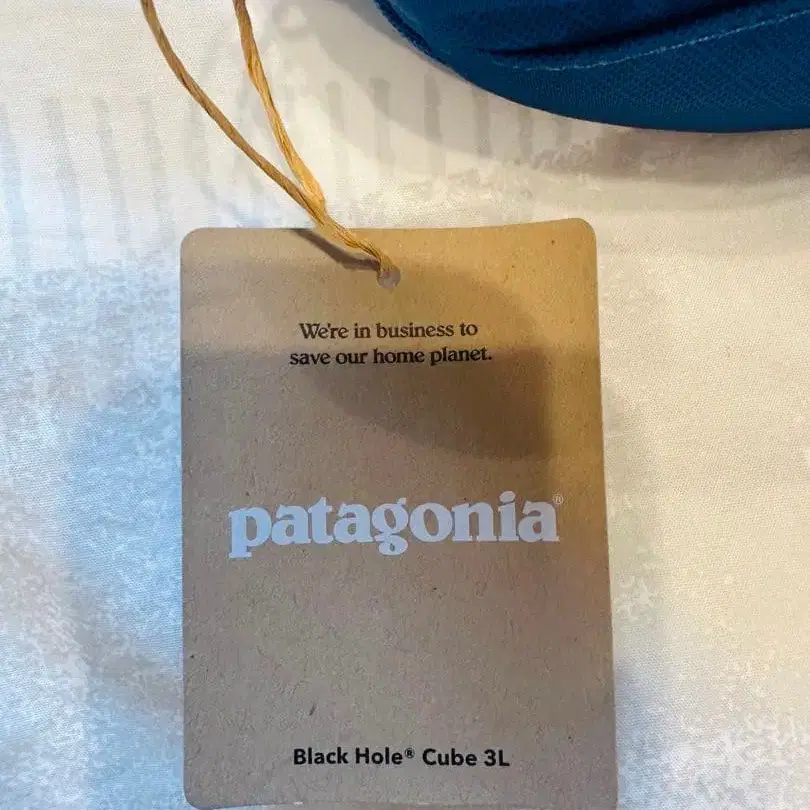 We're in business to
save our home planet.
patagonia®
Black Hole® Cube 3L